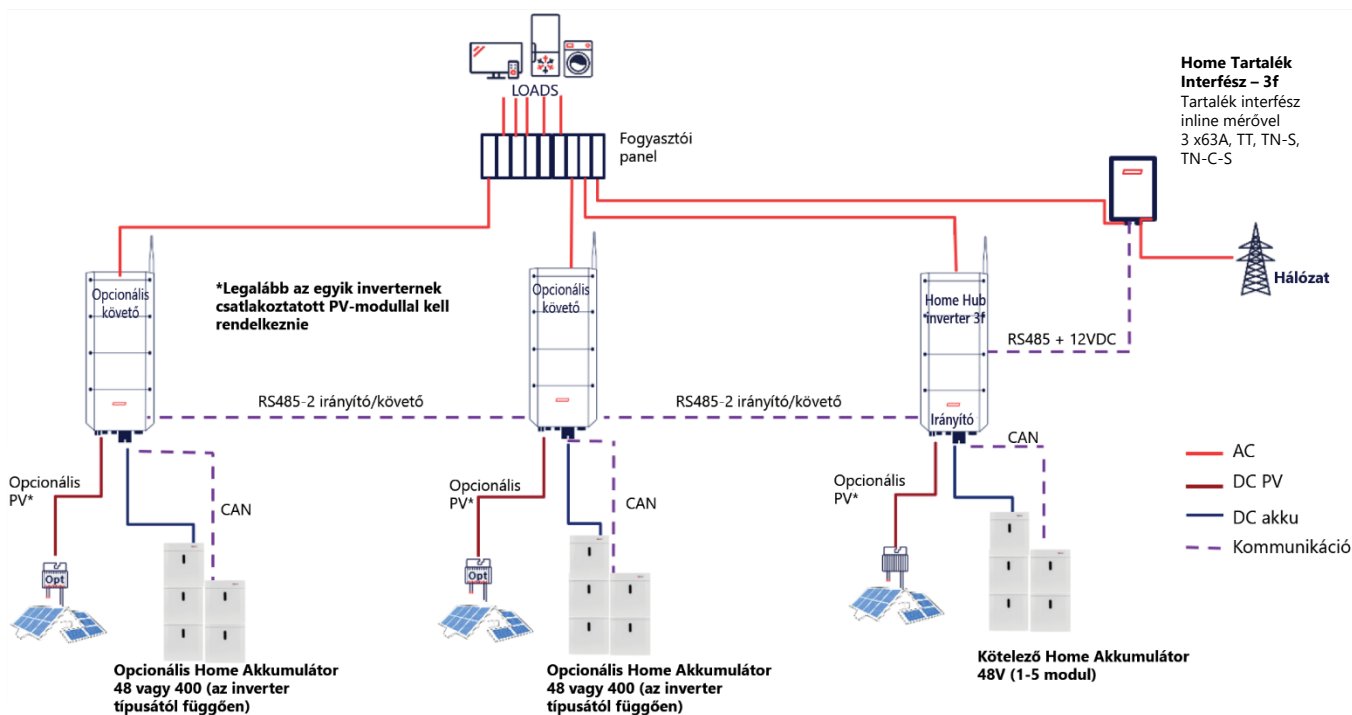 LOADS
Fogyasztói
panel
Home Tartalék
Interfész – 3f
Tartalék interfész
inline mérővel
3 x63A, TT, TN-S,
TN-C-S
Hálózat
Opcionális
követő
*Legalább az egyik inverternek
csatlakoztatott PV-modullal kell
rendelkeznie
Opcionális
követő
Home Hub
inverter 3f
Irányító
RS485 + 12VDC
RS485-2 irányító/követő
RS485-2 irányító/követő
Opcionális
PV*
CAN
Opt
Opcionális
PV*
CAN
Opt
Opcionális
PV*
CAN
AC
DC PV
DC akku
Kommunikáció
Opcionális Home Akkumulátor
48 vagy 400 (az inverter
típusától függően)
Opcionális Home Akkumulátor
48 vagy 400 (az inverter
típusától függően)
Kötelező Home Akkumulátor
48V (1-5 modul)